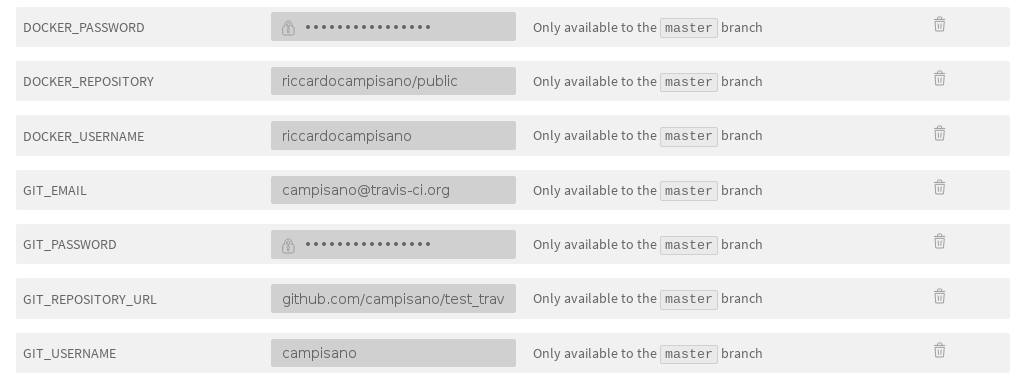 DOCKER_PASSWORD •••••••••••••••• Only available to the master branch
DOCKER_REPOSITORY riccardocampisano/public Only available to the master branch
DOCKER_USERNAME riccardocampisano Only available to the master branch
GIT_EMAIL campisano@travis-ci.org Only available to the master branch
GIT_PASSWORD •••••••••••••••• Only available to the master branch
GIT_REPOSITORY_URL github.com/campisano/test_trav Only available to the master branch
GIT_USERNAME campisano Only available to the master branch